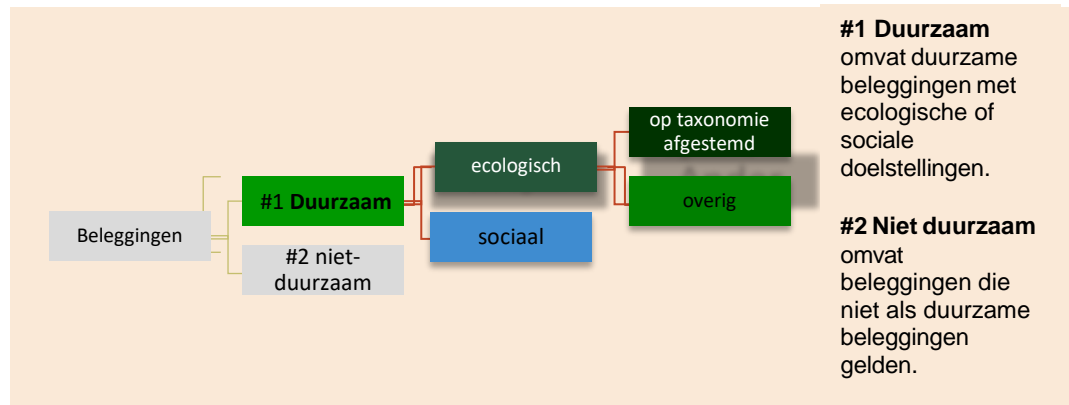 Beleggingen
#1 Duurzaam
#2 niet-
duurzaam
ecologisch
sociaal
op taxonomie
afgestemd
overig
#1 Duurzaam
omvat duurzame
beleggingen met
ecologische of
sociale
doelstellingen.
#2 Niet duurzaam
omvat
beleggingen die
niet als duurzame
beleggingen
gelden.